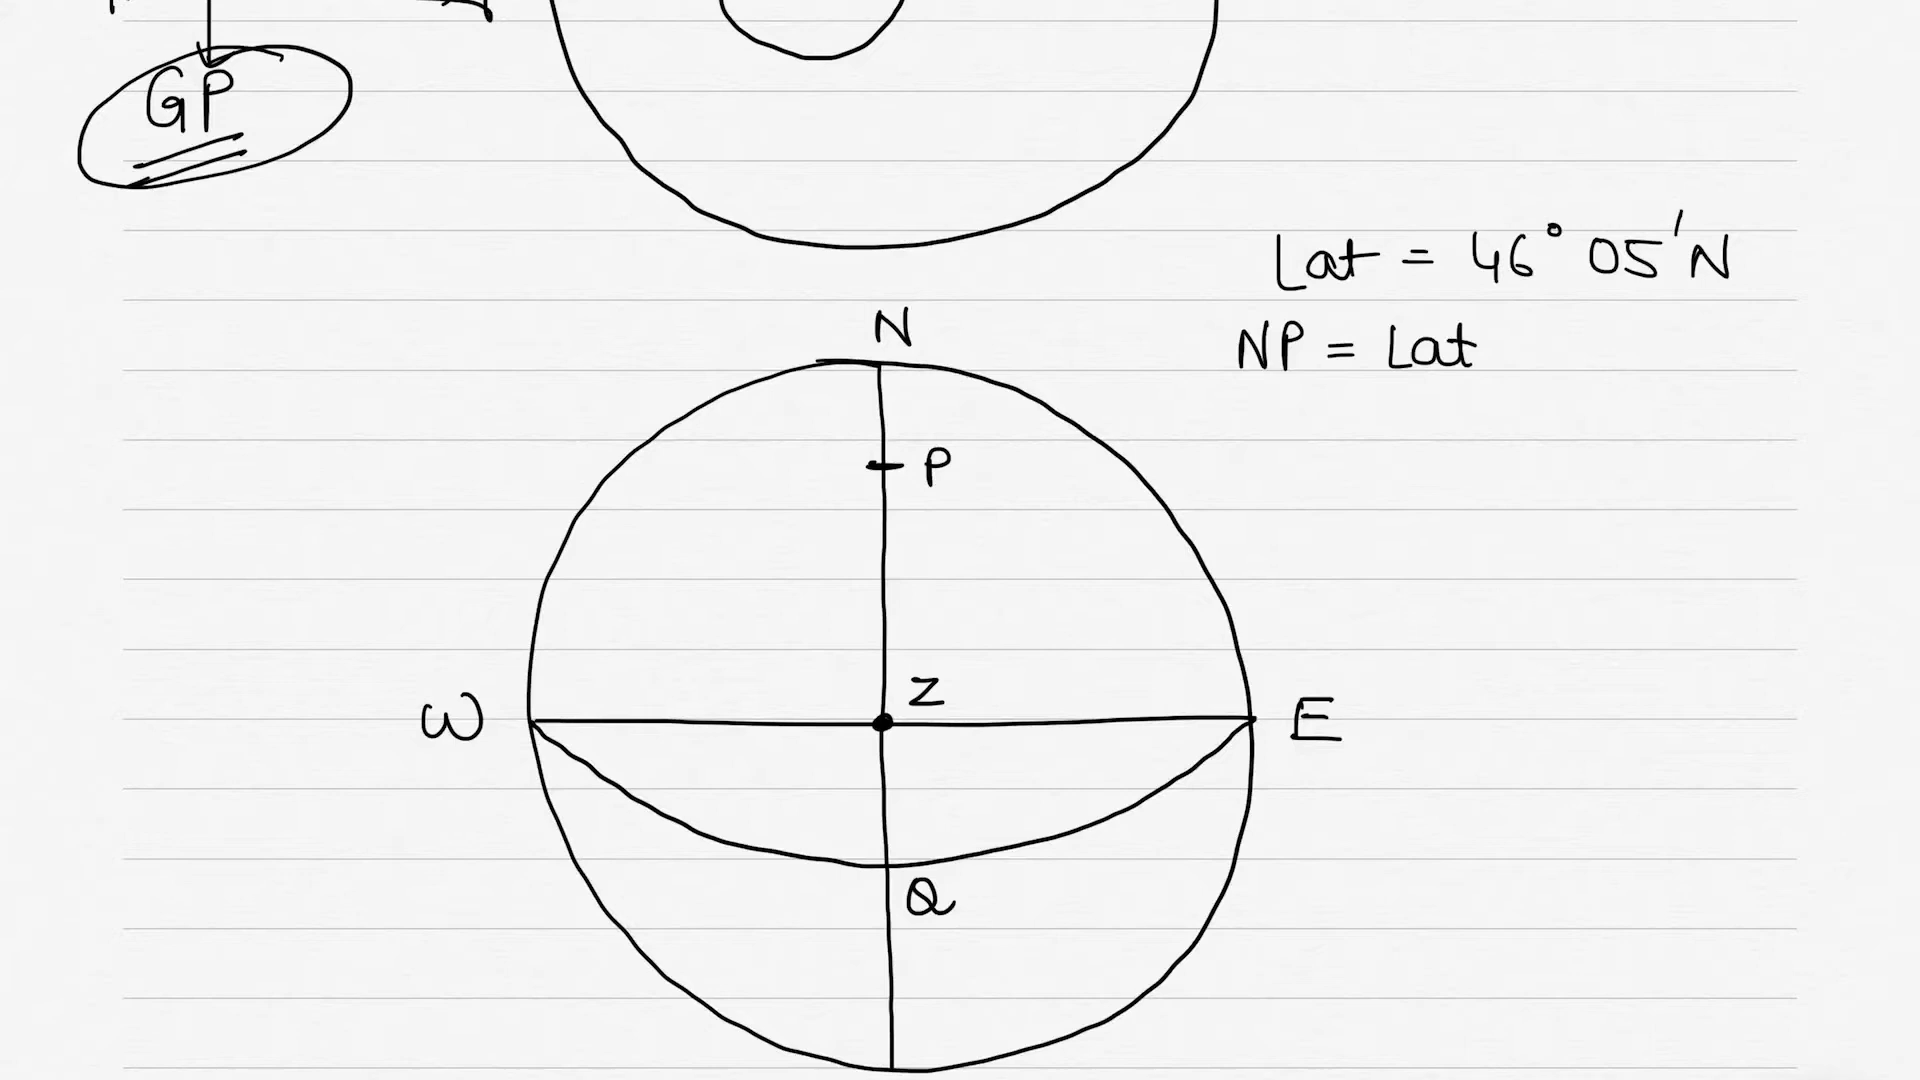 GP
Lat = 46° 05' N
N
NP = Lat
P
Z
W
E
Q